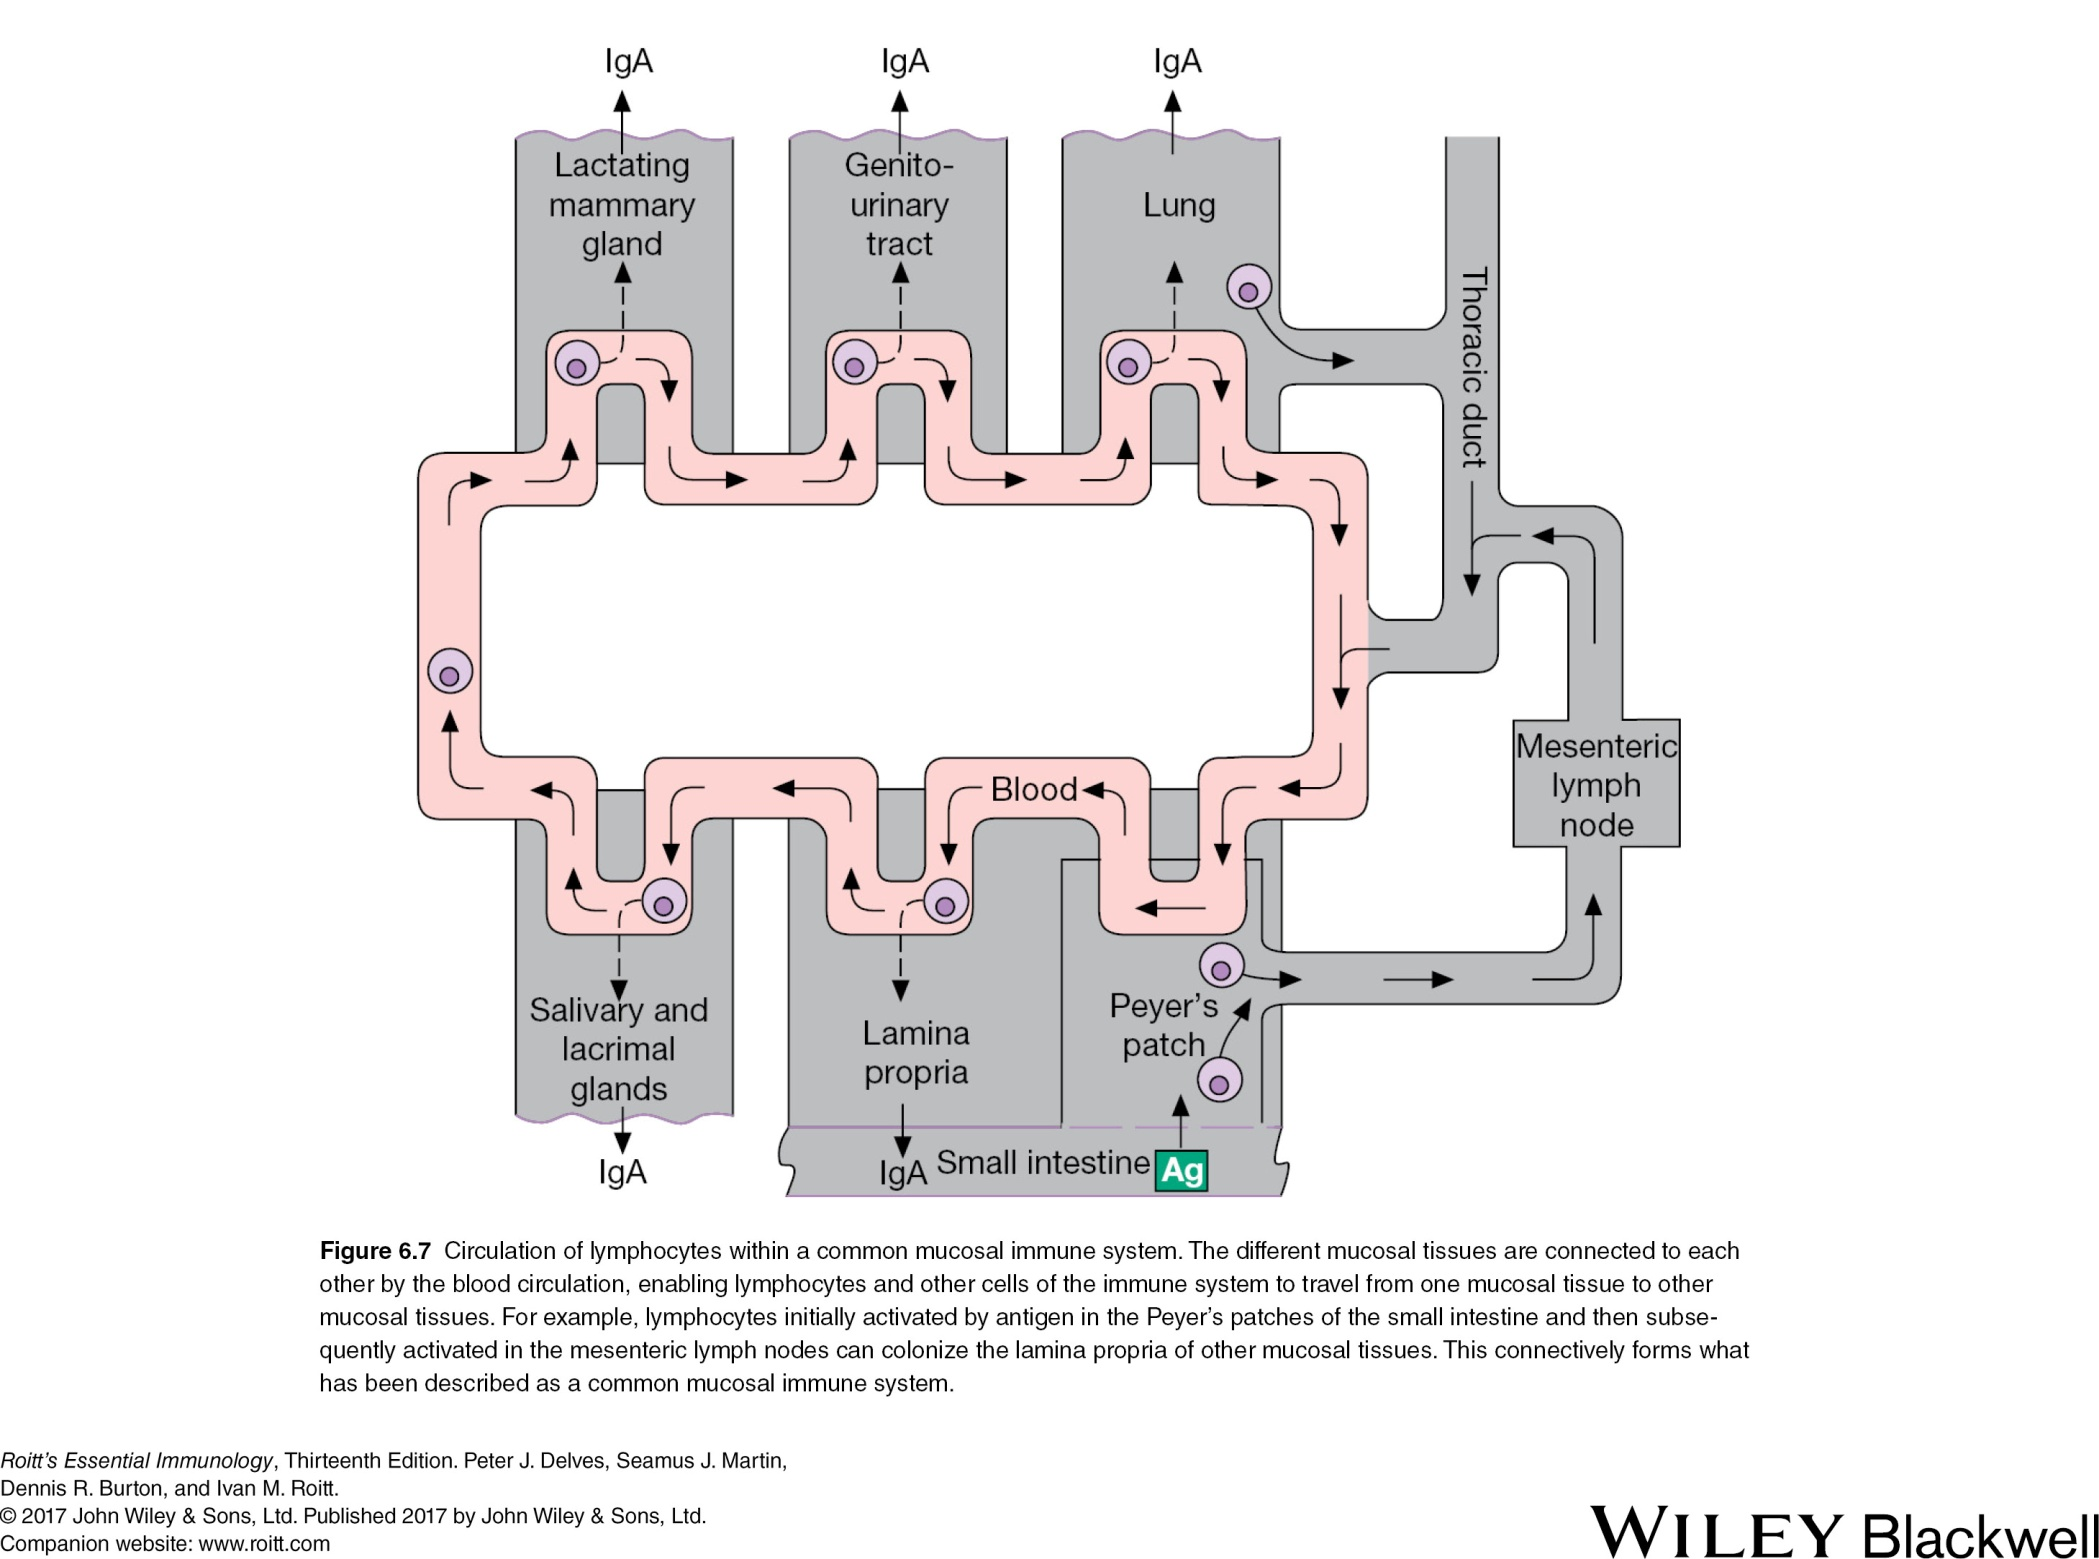 IgA
IgA
IgA
Lactating
mammary
gland
Genito-
urinary
tract
Lung
Thoracic duct
Mesenteric
lymph
node
Blood
Salivary and
lacrimal
glands
IgA
Lamina
propria
IgA
Peyer's
patch
Small intestine
Ag
Figure 6.7 Circulation of lymphocytes within a common mucosal immune system. The different mucosal tissues are connected to each
other by the blood circulation, enabling lymphocytes and other cells of the immune system to travel from one mucosal tissue to other
mucosal tissues. For example, lymphocytes initially activated by antigen in the Peyer's patches of the small intestine and then subse-
quently activated in the mesenteric lymph nodes can colonize the lamina propria of other mucosal tissues. This connectively forms what
has been described as a common mucosal immune system.
Roitt's Essential Immunology, Thirteenth Edition. Peter J. Delves, Seamus J. Martin,
Dennis R. Burton, and Ivan M. Roitt.
© 2017 John Wiley & Sons, Ltd. Published 2017 by John Wiley & Sons, Ltd.
Companion website: www.roitt.com
WILEY Blackwell